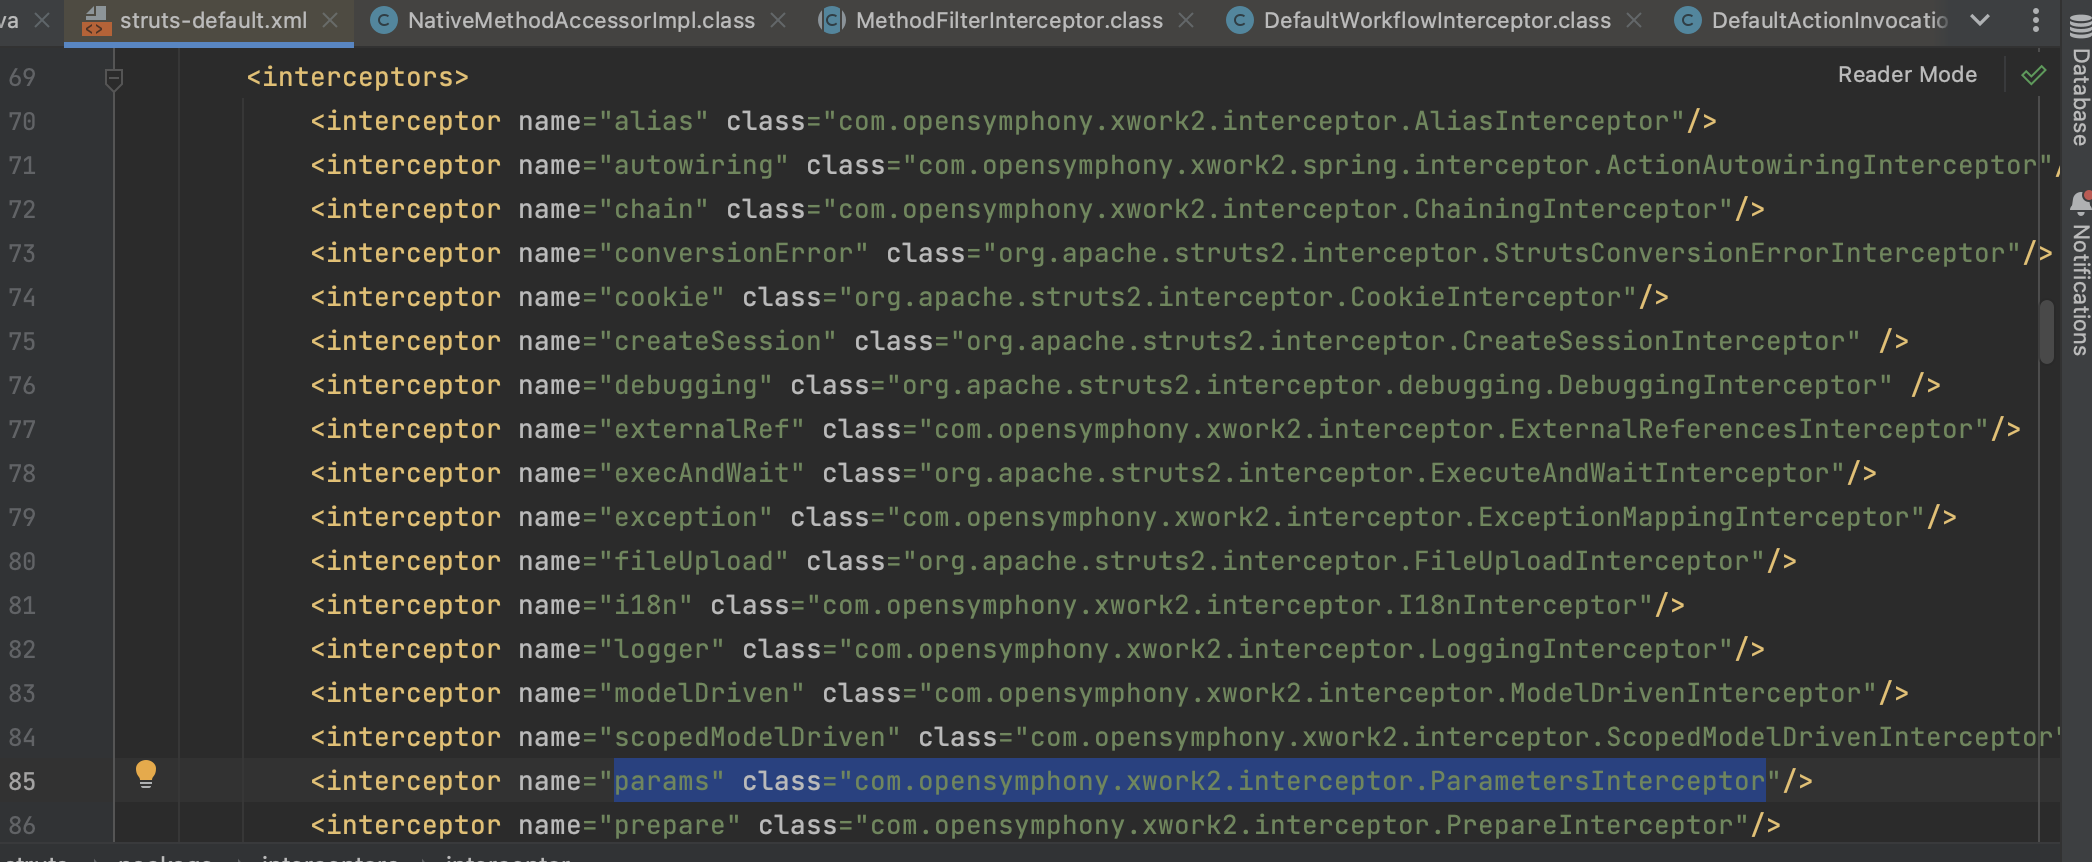 va struts-default.xml NativeMethodAccessorImpl.class MethodFilterInterceptor.class DefaultWorkflowInterceptor.class DefaultActionInvocatio
69 <interceptors>
Reader Mode
70 <interceptor name="alias" class="com.opensymphony.xwork2.interceptor.AliasInterceptor"/>
71 <interceptor name="autowiring" class="com.opensymphony.xwork2.spring.interceptor.ActionAutowiringInterceptor"/
72 <interceptor name="chain" class="com.opensymphony.xwork2.interceptor.ChainingInterceptor"/>
73 <interceptor name="conversionError" class="org.apache.struts2.interceptor.StrutsConversionErrorInterceptor"/>
74 <interceptor name="cookie" class="org.apache.struts2.interceptor.CookieInterceptor"/>
75 <interceptor name="createSession" class="org.apache.struts2.interceptor.CreateSessionInterceptor" />
76 <interceptor name="debugging" class="org.apache.struts2.interceptor.debugging.DebuggingInterceptor" />
77 <interceptor name="externalRef" class="com.opensymphony.xwork2.interceptor.ExternalReferencesInterceptor"/>
78 <interceptor name="execAndWait" class="org.apache.struts2.interceptor.ExecuteAndWaitInterceptor"/>
79 <interceptor name="exception" class="com.opensymphony.xwork2.interceptor.ExceptionMappingInterceptor"/>
80 <interceptor name="fileUpload" class="org.apache.struts2.interceptor.FileUploadInterceptor"/>
81 <interceptor name="i18n" class="com.opensymphony.xwork2.interceptor.I18nInterceptor"/>
82 <interceptor name="logger" class="com.opensymphony.xwork2.interceptor.LoggingInterceptor"/>
83 <interceptor name="modelDriven" class="com.opensymphony.xwork2.interceptor.ModelDrivenInterceptor"/>
84 <interceptor name="scopedModelDriven" class="com.opensymphony.xwork2.interceptor.ScopedModelDrivenInterceptor"
85 <interceptor name="params" class="com.opensymphony.xwork2.interceptor.ParametersInterceptor"/>
86 <interceptor name="prepare" class="com.opensymphony.xwork2.interceptor.PrepareInterceptor"/>
struts package interceptors interceptor
Database
Notifications